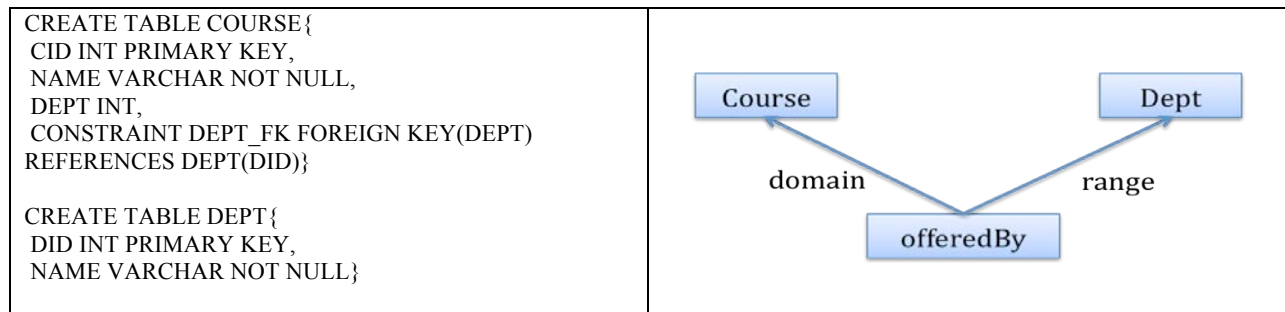 CREATE TABLE COURSE{
CID INT PRIMARY KEY,
NAME VARCHAR NOT NULL,
DEPT INT,
CONSTRAINT DEPT_FK FOREIGN KEY(DEPT)
REFERENCES DEPT(DID)}
CREATE TABLE DEPT{
DID INT PRIMARY KEY,
NAME VARCHAR NOT NULL}
Course
Dept
domain
range
offeredBy